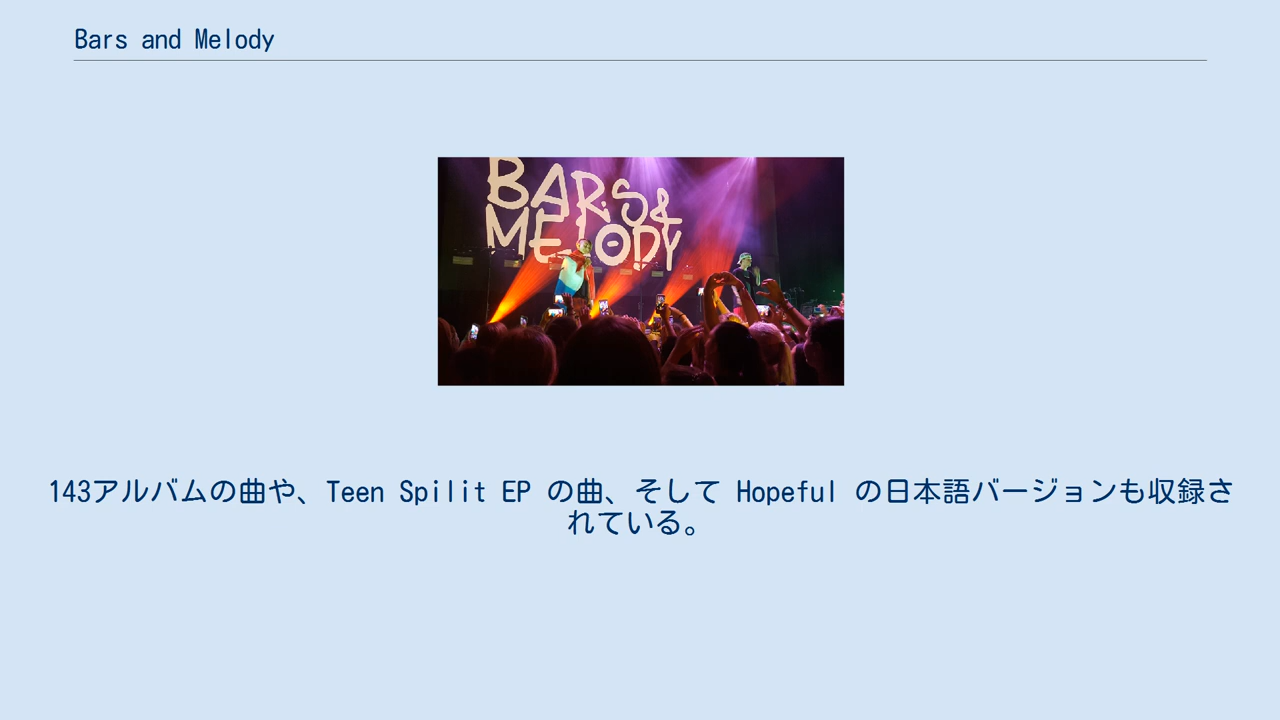 Bars and Melody
BARS &
MELODY
143アルバムの曲や、Teen Spilit EP の曲、そして Hopeful の日本語バージョンも収録さ
れている。